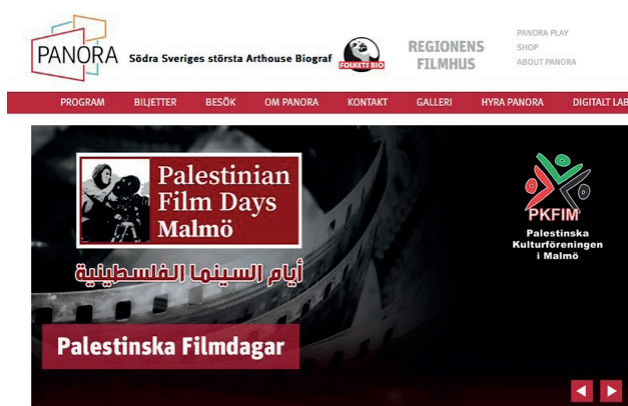 PANORA
Södra Sveriges största Arthouse Biograf
FOLKETS BIO
REGIONENS
FILMHUS
PANORA PLAY
SHOP
ABOUT PANORA
PROGRAM BILJETTER BESÖK OM PANORA KONTAKT GALLERI HYRA PANORA DIGITALT LAB
Palestinian
Film Days
Malmö
أيام السينما الفلسطينية
PKFIM
Palestinska
Kulturföreningen
i Malmö
Palestinska Filmdagar